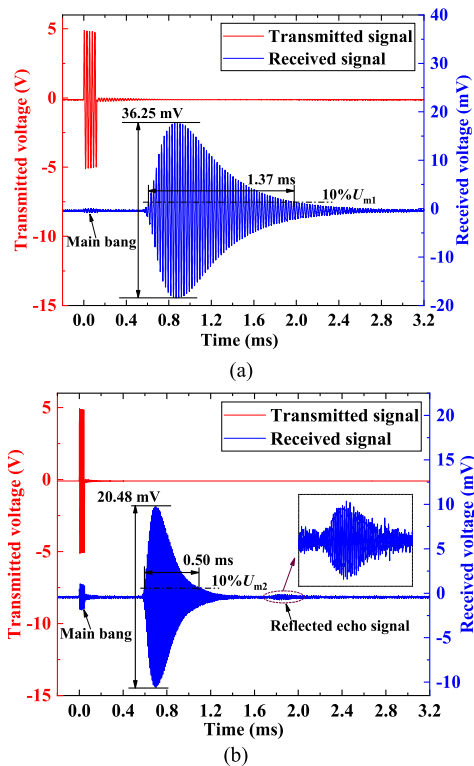 Transmitted signal
Received signal
36.25 mV
1.37 ms
10%Um1
Main bang
Transmitted voltage (V)
5
0
-5
-10
-15
Received voltage (mV)
40
30
20
10
0
-10
-20
0.0 0.4 0.8 1.2 1.6 2.0 2.4 2.8 3.2
Time (ms)
(a)
Transmitted signal
Received signal
20.48 mV
0.50 ms
10%Um2
Main bang
Reflected echo signal
Transmitted voltage (V)
5
0
-5
-10
-15
Received voltage (mV)
20
15
10
5
0
-5
-10
0.0 0.4 0.8 1.2 1.6 2.0 2.4 2.8 3.2
Time (ms)
(b)